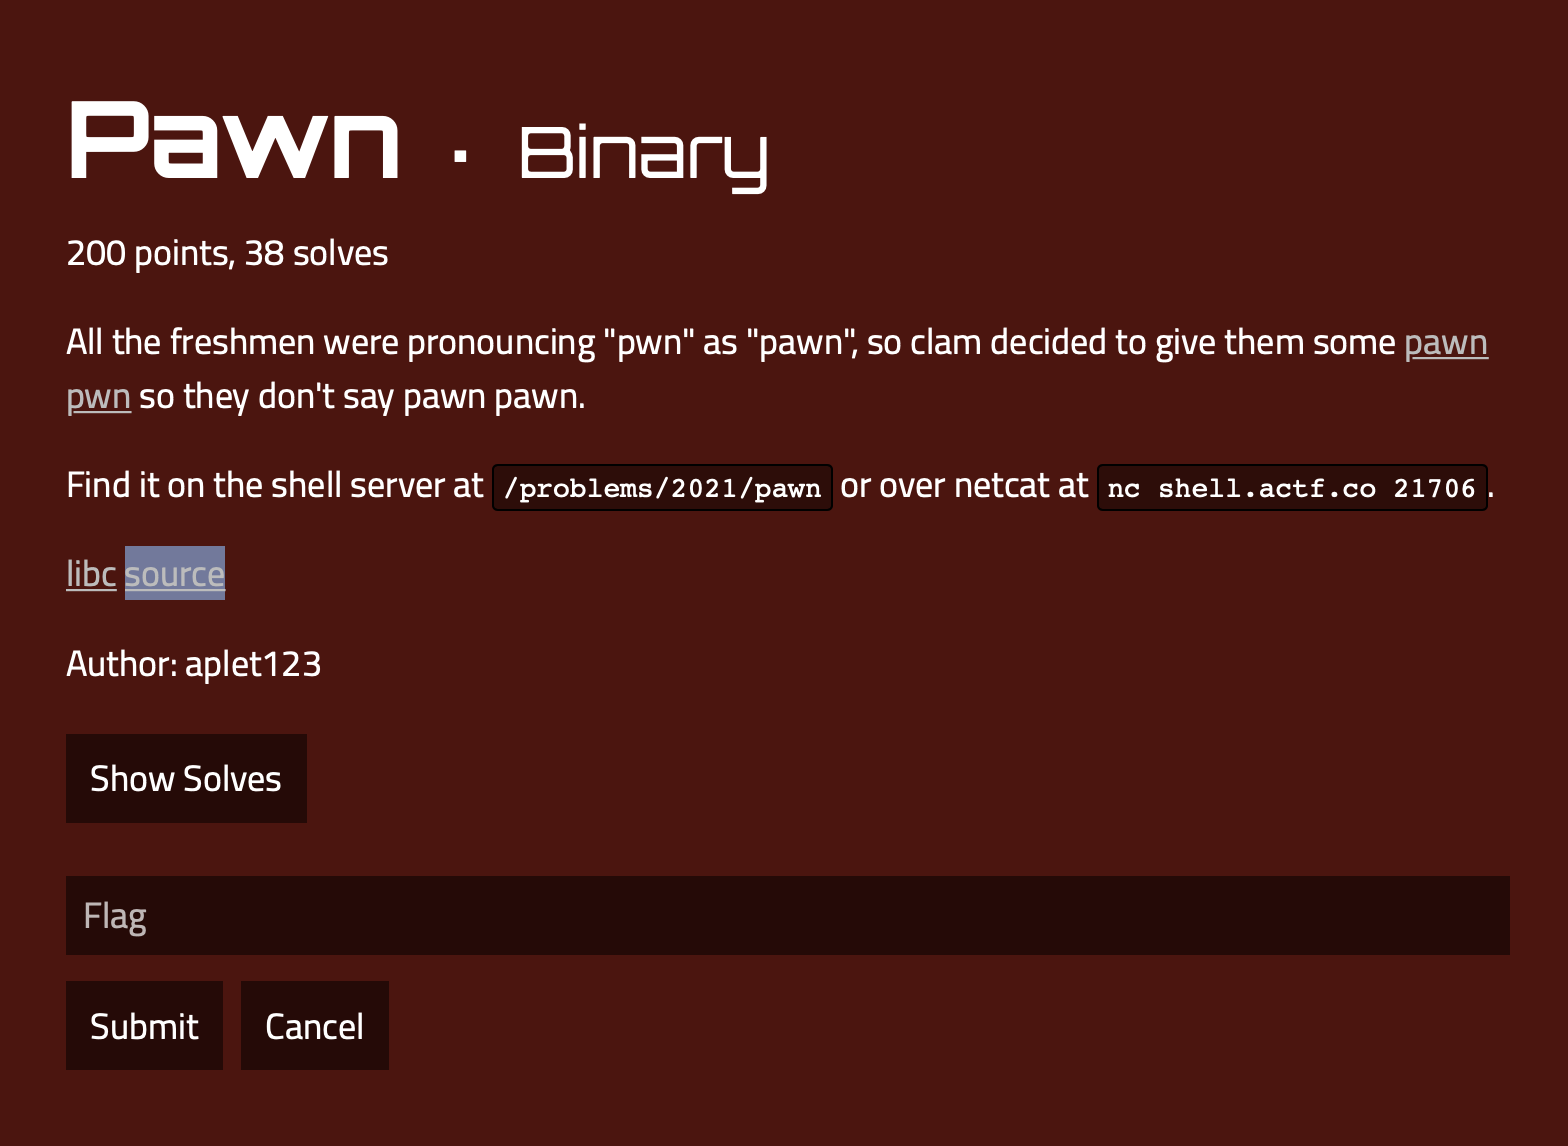 Pawn · Binary
200 points, 38 solves
All the freshmen were pronouncing "pwn" as "pawn", so clam decided to give them some pawn
pwn so they don't say pawn pawn.
Find it on the shell server at /problems/2021/pawn or over netcat at nc shell.actf.co 21706.
libc source
Author: aplet123
Show Solves
Flag
Submit Cancel